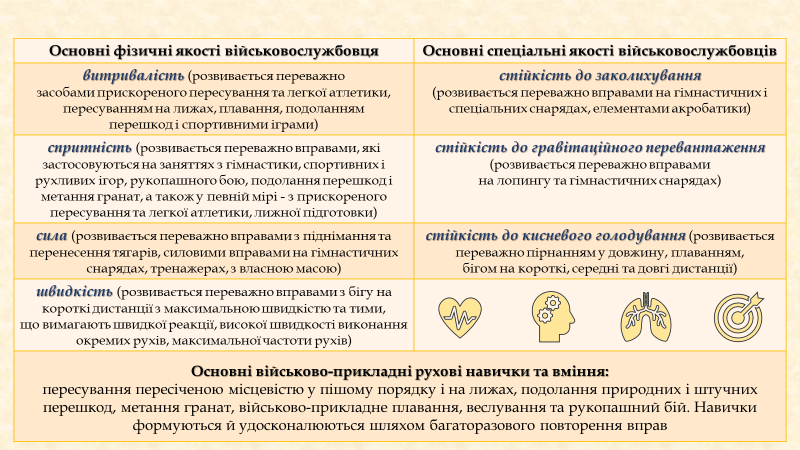 Основні фізичні якості військовослужбовця
Основні спеціальні якості військовослужбовців
витривалість (розвивається переважно
засобами прискореного пересування та легкої атлетики,
пересуванням на лижах, плавання, подоланням
перешкод і спортивними іграми)
стійкість до заколихування
(розвивається переважно вправами на гімнастичних і
спеціальних снарядах, елементами акробатики)
спритність (розвивається переважно вправами, які
застосовуються на заняттях з гімнастики, спортивних і
рухливих ігор, рукопашного бою, подолання перешкод і
метання гранат, а також у певній мірі - з прискореного
пересування та легкої атлетики, лижної підготовки)
стійкість до гравітаційного перевантаження
(розвивається переважно вправами
на лопингу та гімнастичних снарядах)
сила (розвивається переважно вправами з піднімання та
перенесення тягарів, силовими вправами на гімнастичних
снарядах, тренажерах, з власною масою)
стійкість до кисневого голодування (розвивається
переважно пірнанням у довжину, плаванням,
бігом на короткі, середні та довгі дистанції)
швидкість (розвивається переважно вправами з бігу на
короткі дистанції з максимальною швидкістю та тими,
що вимагають швидкої реакції, високої швидкості виконання
окремих рухів, максимальної частоти рухів)
Основні військово-прикладні рухові навички та вміння:
пересування пересіченою місцевістю у пішому порядку і на лижах, подолання природних і штучних
перешкод, метання гранат, військово-прикладне плавання, веслування та рукопашний бій. Навички
формуються й удосконалюються шляхом багаторазового повторення вправ